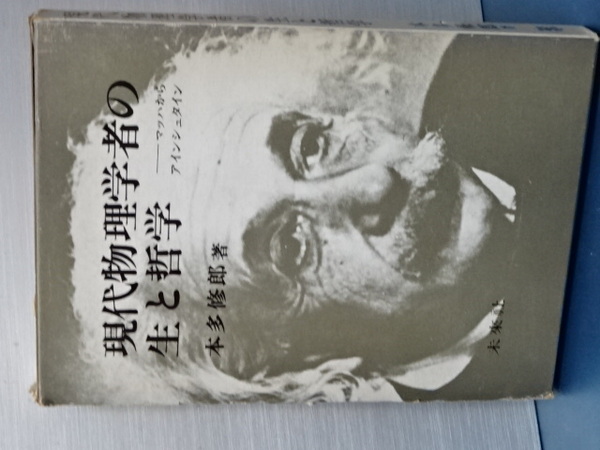 現代物理学者の
生と哲学
──マッハから
アインシュタイン
本多修郎著
未来社